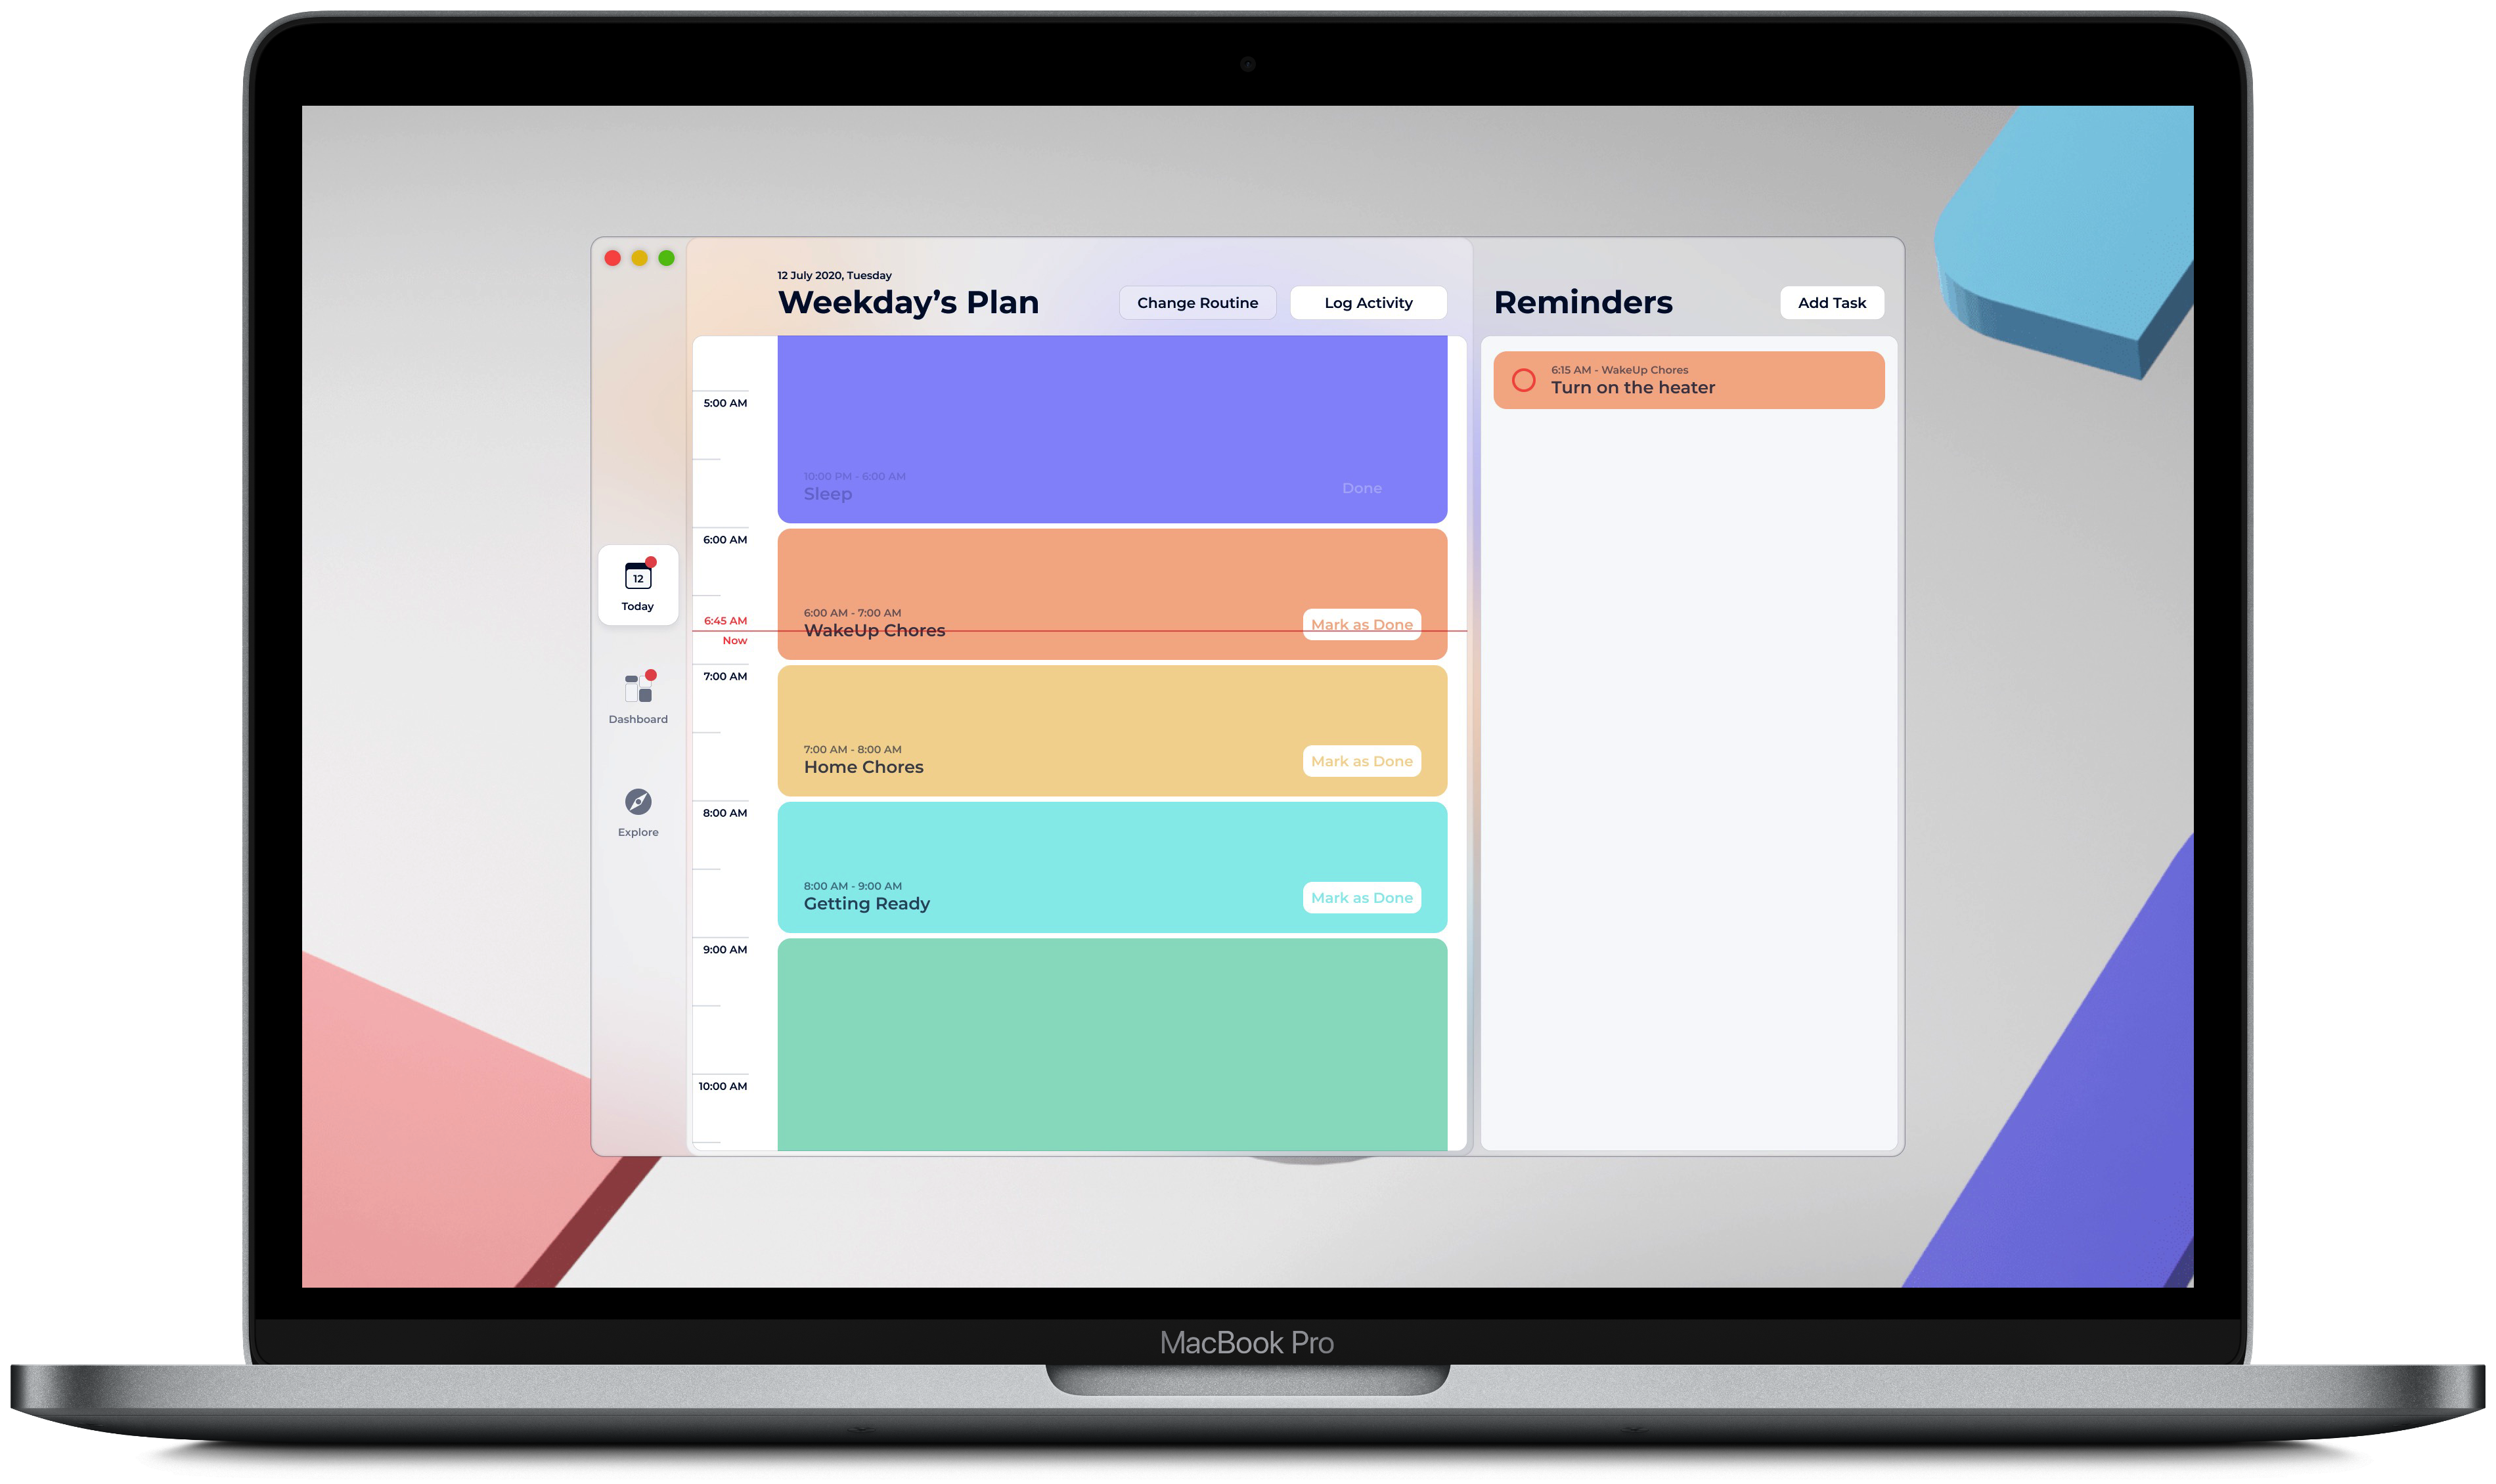 12 July 2020, Tuesday
Weekday’s Plan
Change Routine
Log Activity
Reminders
Add Task
6:15 AM - WakeUp Chores
Turn on the heater
5:00 AM
10:00 PM - 6:00 AM
Sleep
Done
6:00 AM
12
Today
6:45 AM
Now
6:00 AM - 7:00 AM
WakeUp Chores
Mark as Done
7:00 AM
Dashboard
7:00 AM - 8:00 AM
Home Chores
Mark as Done
8:00 AM
Explore
8:00 AM - 9:00 AM
Getting Ready
Mark as Done
9:00 AM
10:00 AM
MacBook Pro